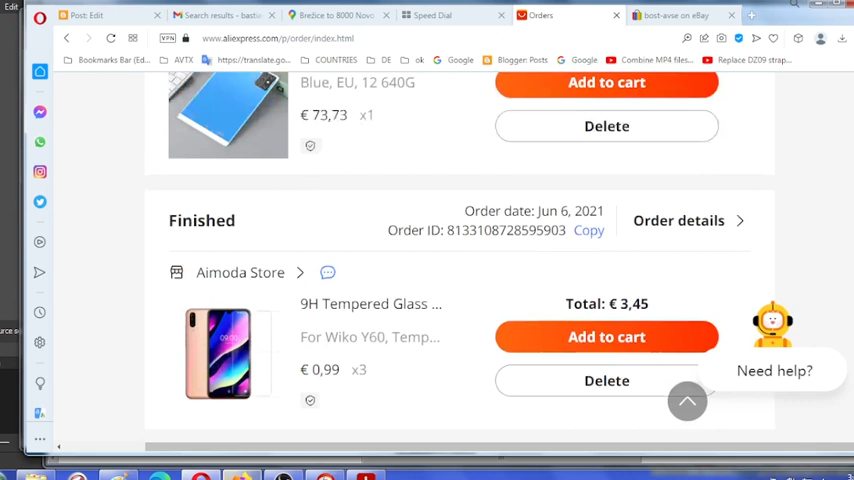 Edit
Post: Edit
Search results - bastie
Brežice to 8000 Novo
Speed Dial
Orders
bost-avse on eBay
VPN
www.aliexpress.com/p/order/index.html
Bookmarks Bar (Ed...
AVTX
https://translate.go...
COUNTRIES
DE
ok
Google
Blogger: Posts
Google
Combine MP4 files...
Replace DZ09 strap...
Blue, EU, 12 640G
Add to cart
€ 73,73 x1
Delete
Finished
Order date: Jun 6, 2021
Order details
Order ID: 8133108728595903 Copy
Aimoda Store
9H Tempered Glass ...
Total: € 3,45
For Wiko Y60, Temp...
Add to cart
€ 0,99 x3
Need help?
Delete